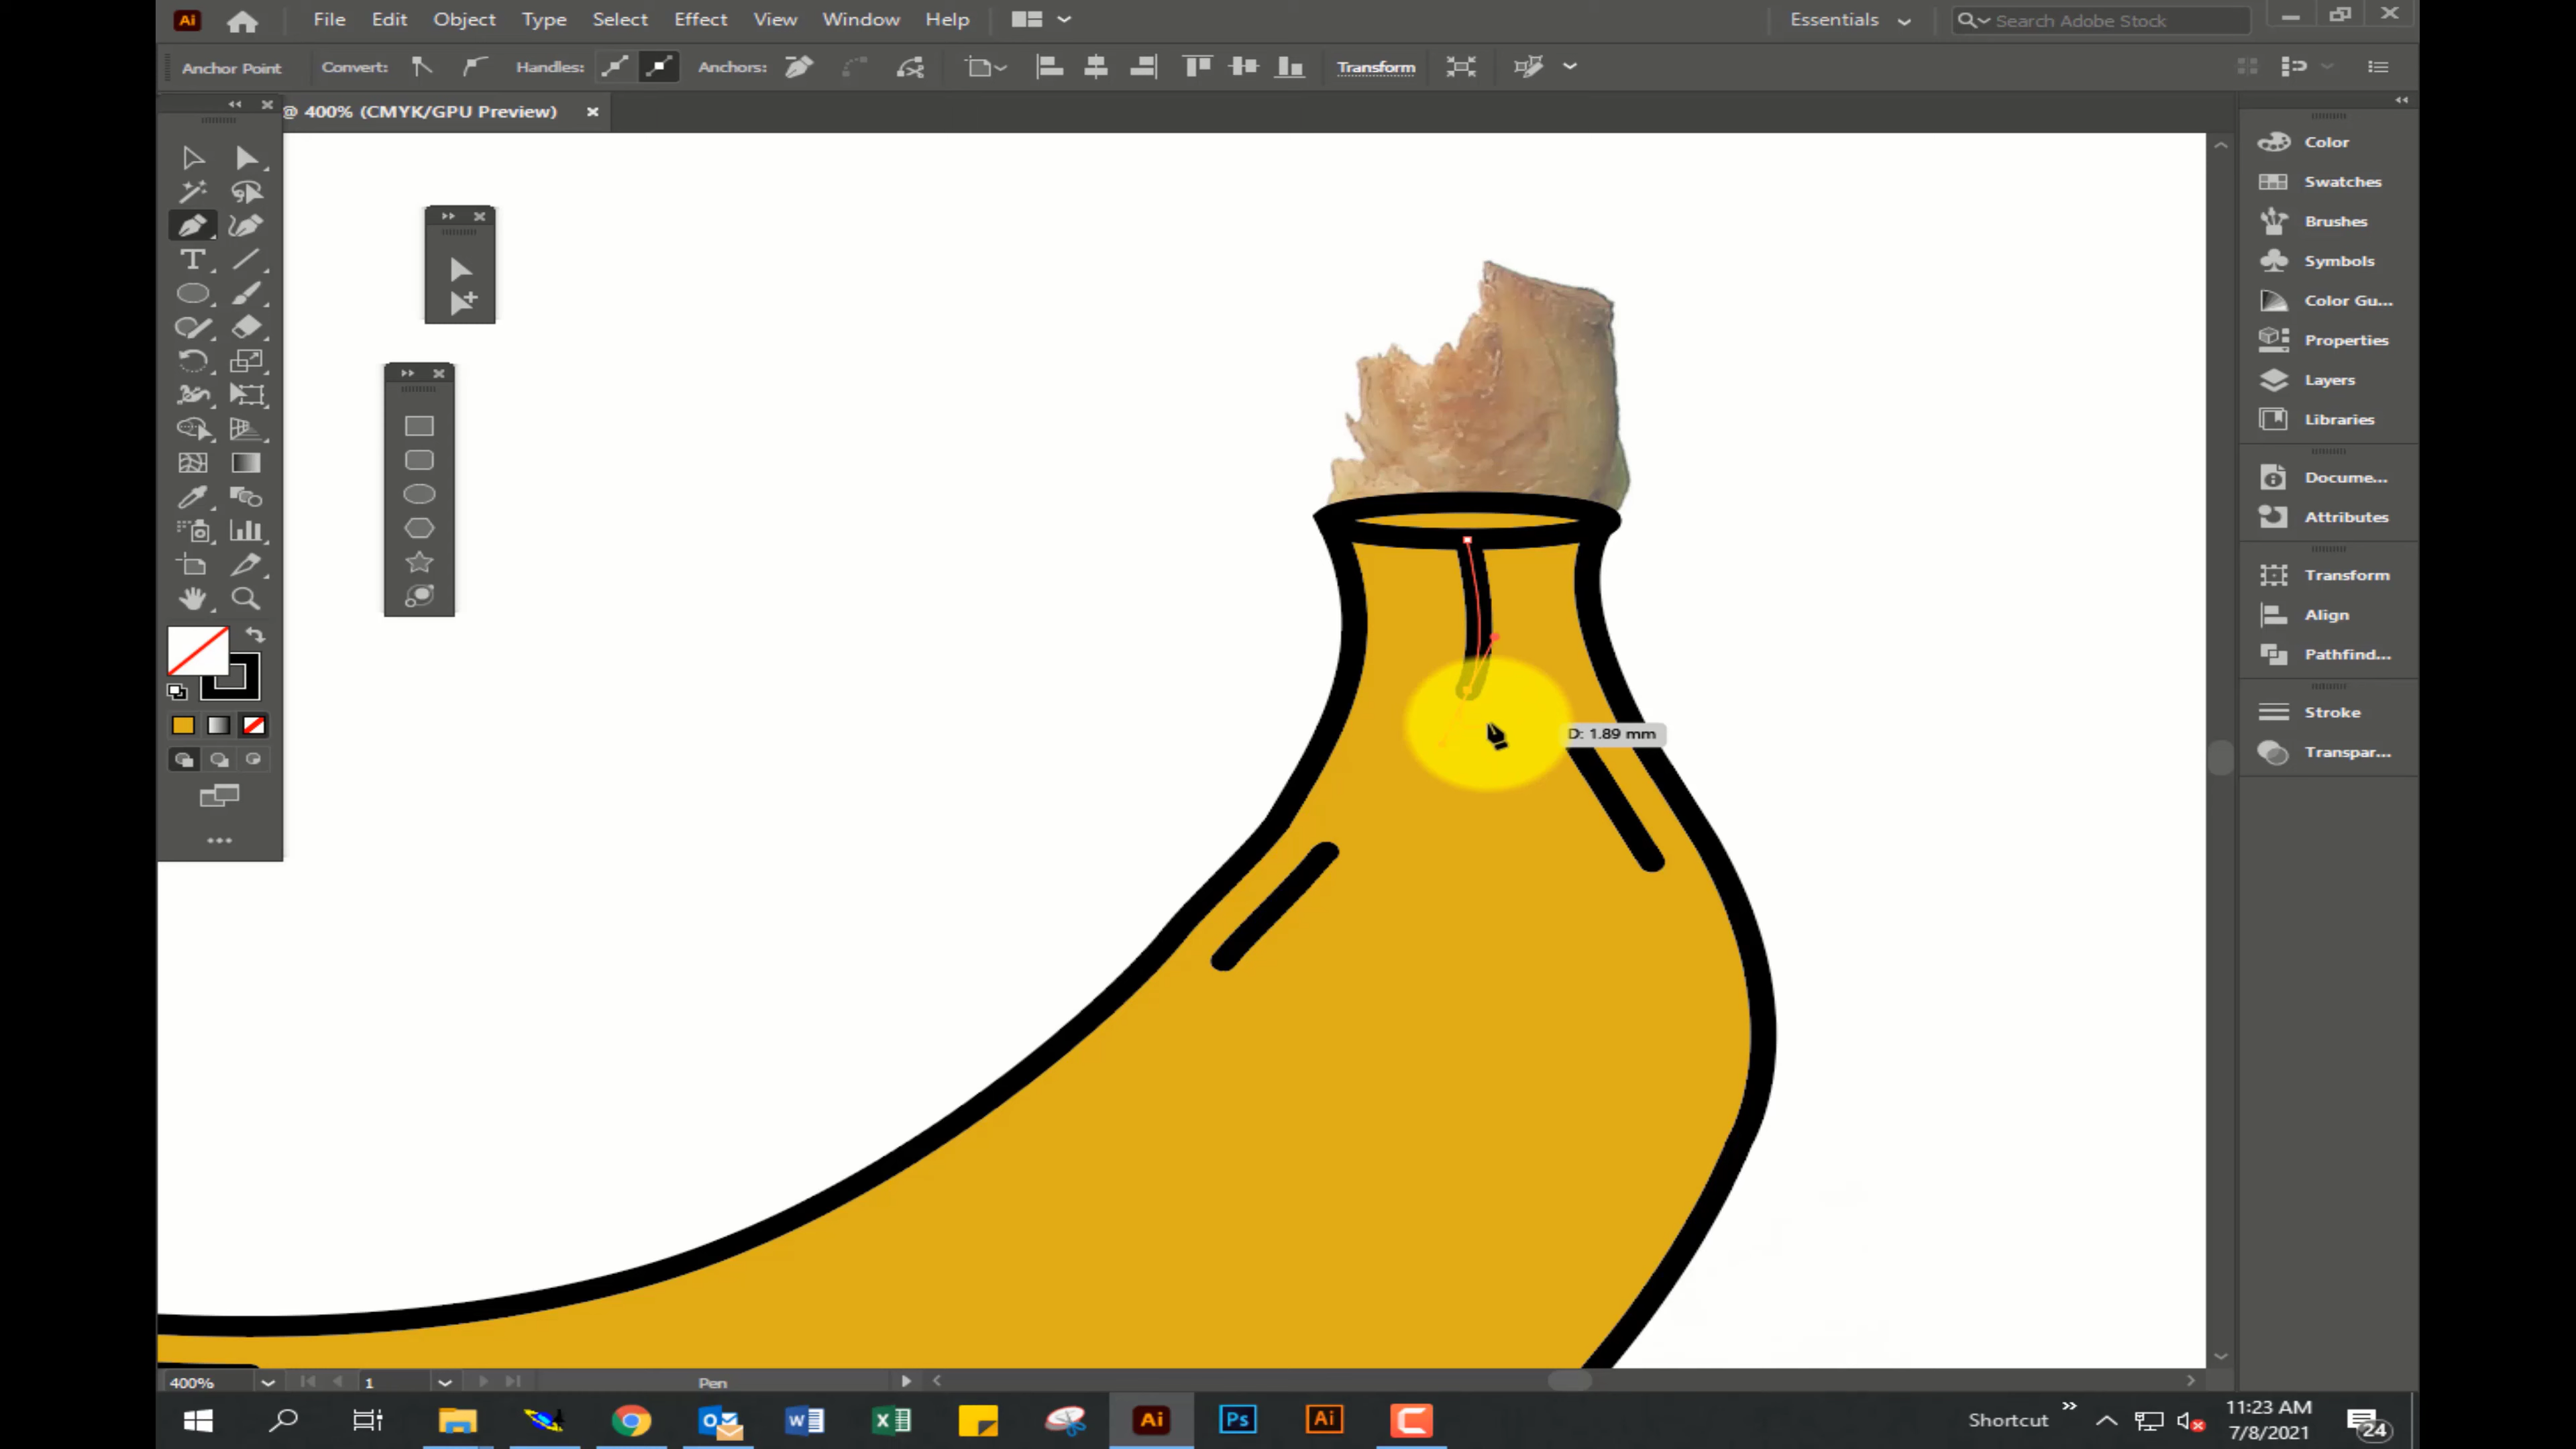 Ai File Edit Object Type Select Effect View Window Help Essentials Search Adobe Stock
Anchor Point Convert: Handles: Anchors: Transform
@ 400% (CMYK/GPU Preview)
Color
Swatches
Brushes
Symbols
Color Gu...
Properties
Layers
Libraries
Docume...
Attributes
Transform
Align
Pathfind...
Stroke
Transpar...
D: 1.89 mm
400% 1 Pen
Ai Ps Ai Shortcut 11:23 AM
7/8/2021
24